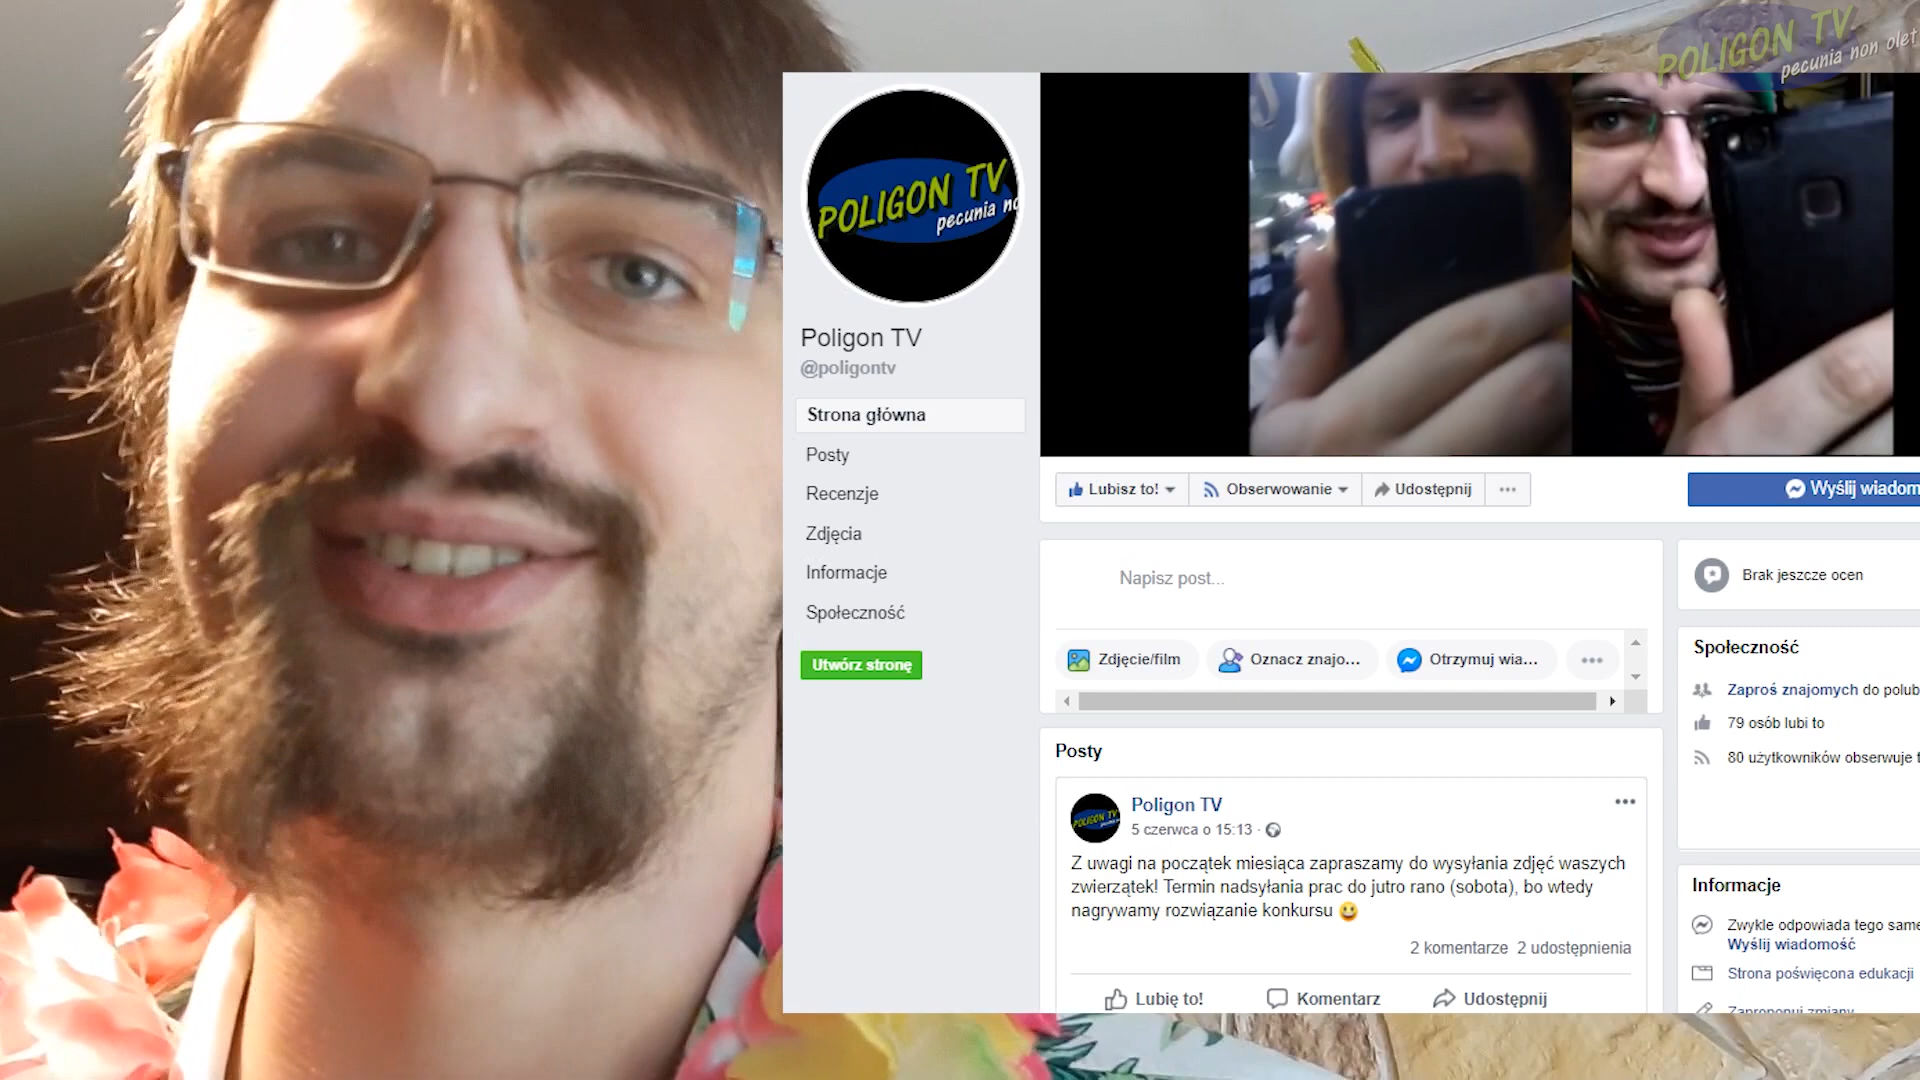 POLIGON TV
pecunia non olet
POLIGON TV
pecunia no
Poligon TV
@poligontv
Strona główna
Posty
Recenzje
Zdjęcia
Informacje
Społeczność
Utwórz stronę
Lubisz to!
Obserwowanie
Udostępnij
Wyślij wiadom
Napisz post...
Zdjęcie/film
Oznacz znajo...
Otrzymuj wia...
Posty
Poligon TV
5 czerwca o 15:13 ·
Z uwagi na początek miesiąca zapraszamy do wysyłania zdjęć waszych
zwierzątek! Termin nadsyłania prac do jutro rano (sobota), bo wtedy
nagrywamy rozwiązanie konkursu
2 komentarze 2 udostępnienia
Lubię to!
Komentarz
Udostępnij
Brak jeszcze ocen
Społeczność
Zaproś znajomych do polub
79 osób lubi to
80 użytkowników obserwuje t
Informacje
Zwykle odpowiada tego same
Wyślij wiadomość
Strona poświęcona edukacji
Zaproponuj zmiany